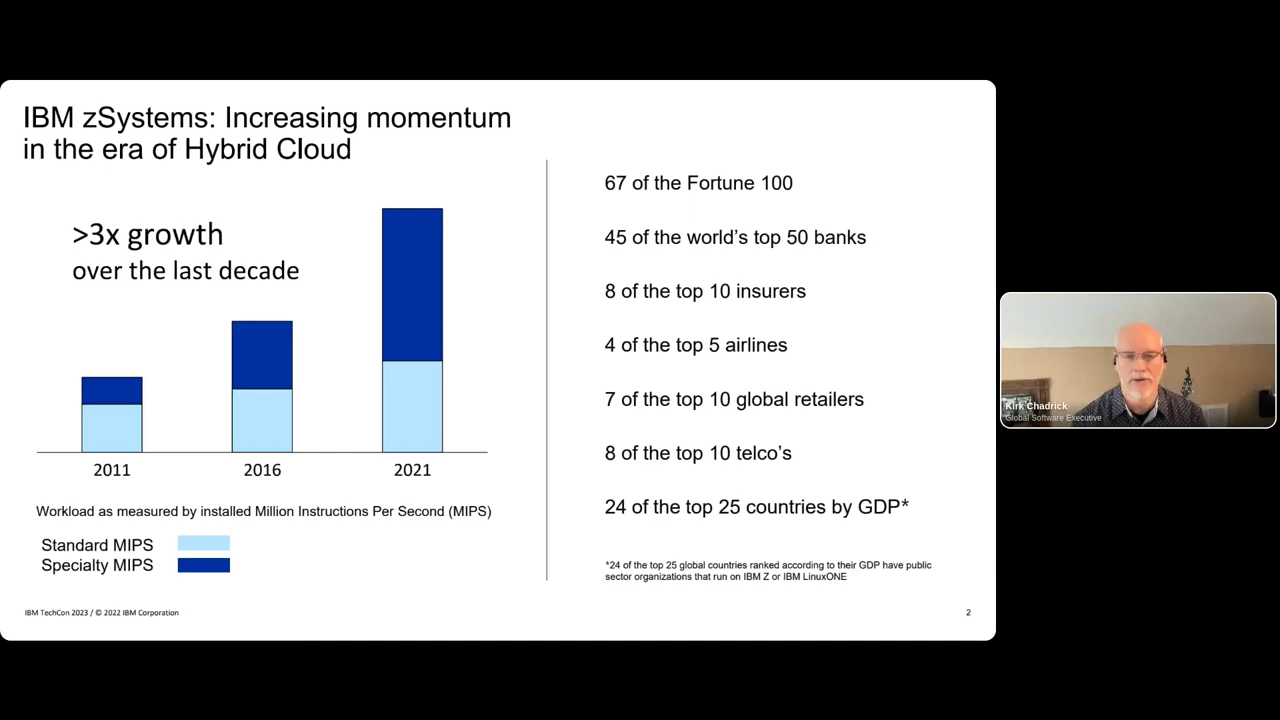 IBM zSystems: Increasing momentum
in the era of Hybrid Cloud
>3x growth
over the last decade
2011
2016
2021
Workload as measured by installed Million Instructions Per Second (MIPS)
Standard MIPS
Specialty MIPS
67 of the Fortune 100
45 of the world’s top 50 banks
8 of the top 10 insurers
4 of the top 5 airlines
7 of the top 10 global retailers
8 of the top 10 telco’s
24 of the top 25 countries by GDP*
*24 of the top 25 global countries ranked according to their GDP have public
sector organizations that run on IBM Z or IBM LinuxONE
IBM TechCon 2023 / © 2022 IBM Corporation
2
Kirk Chadrick
Global Software Executive